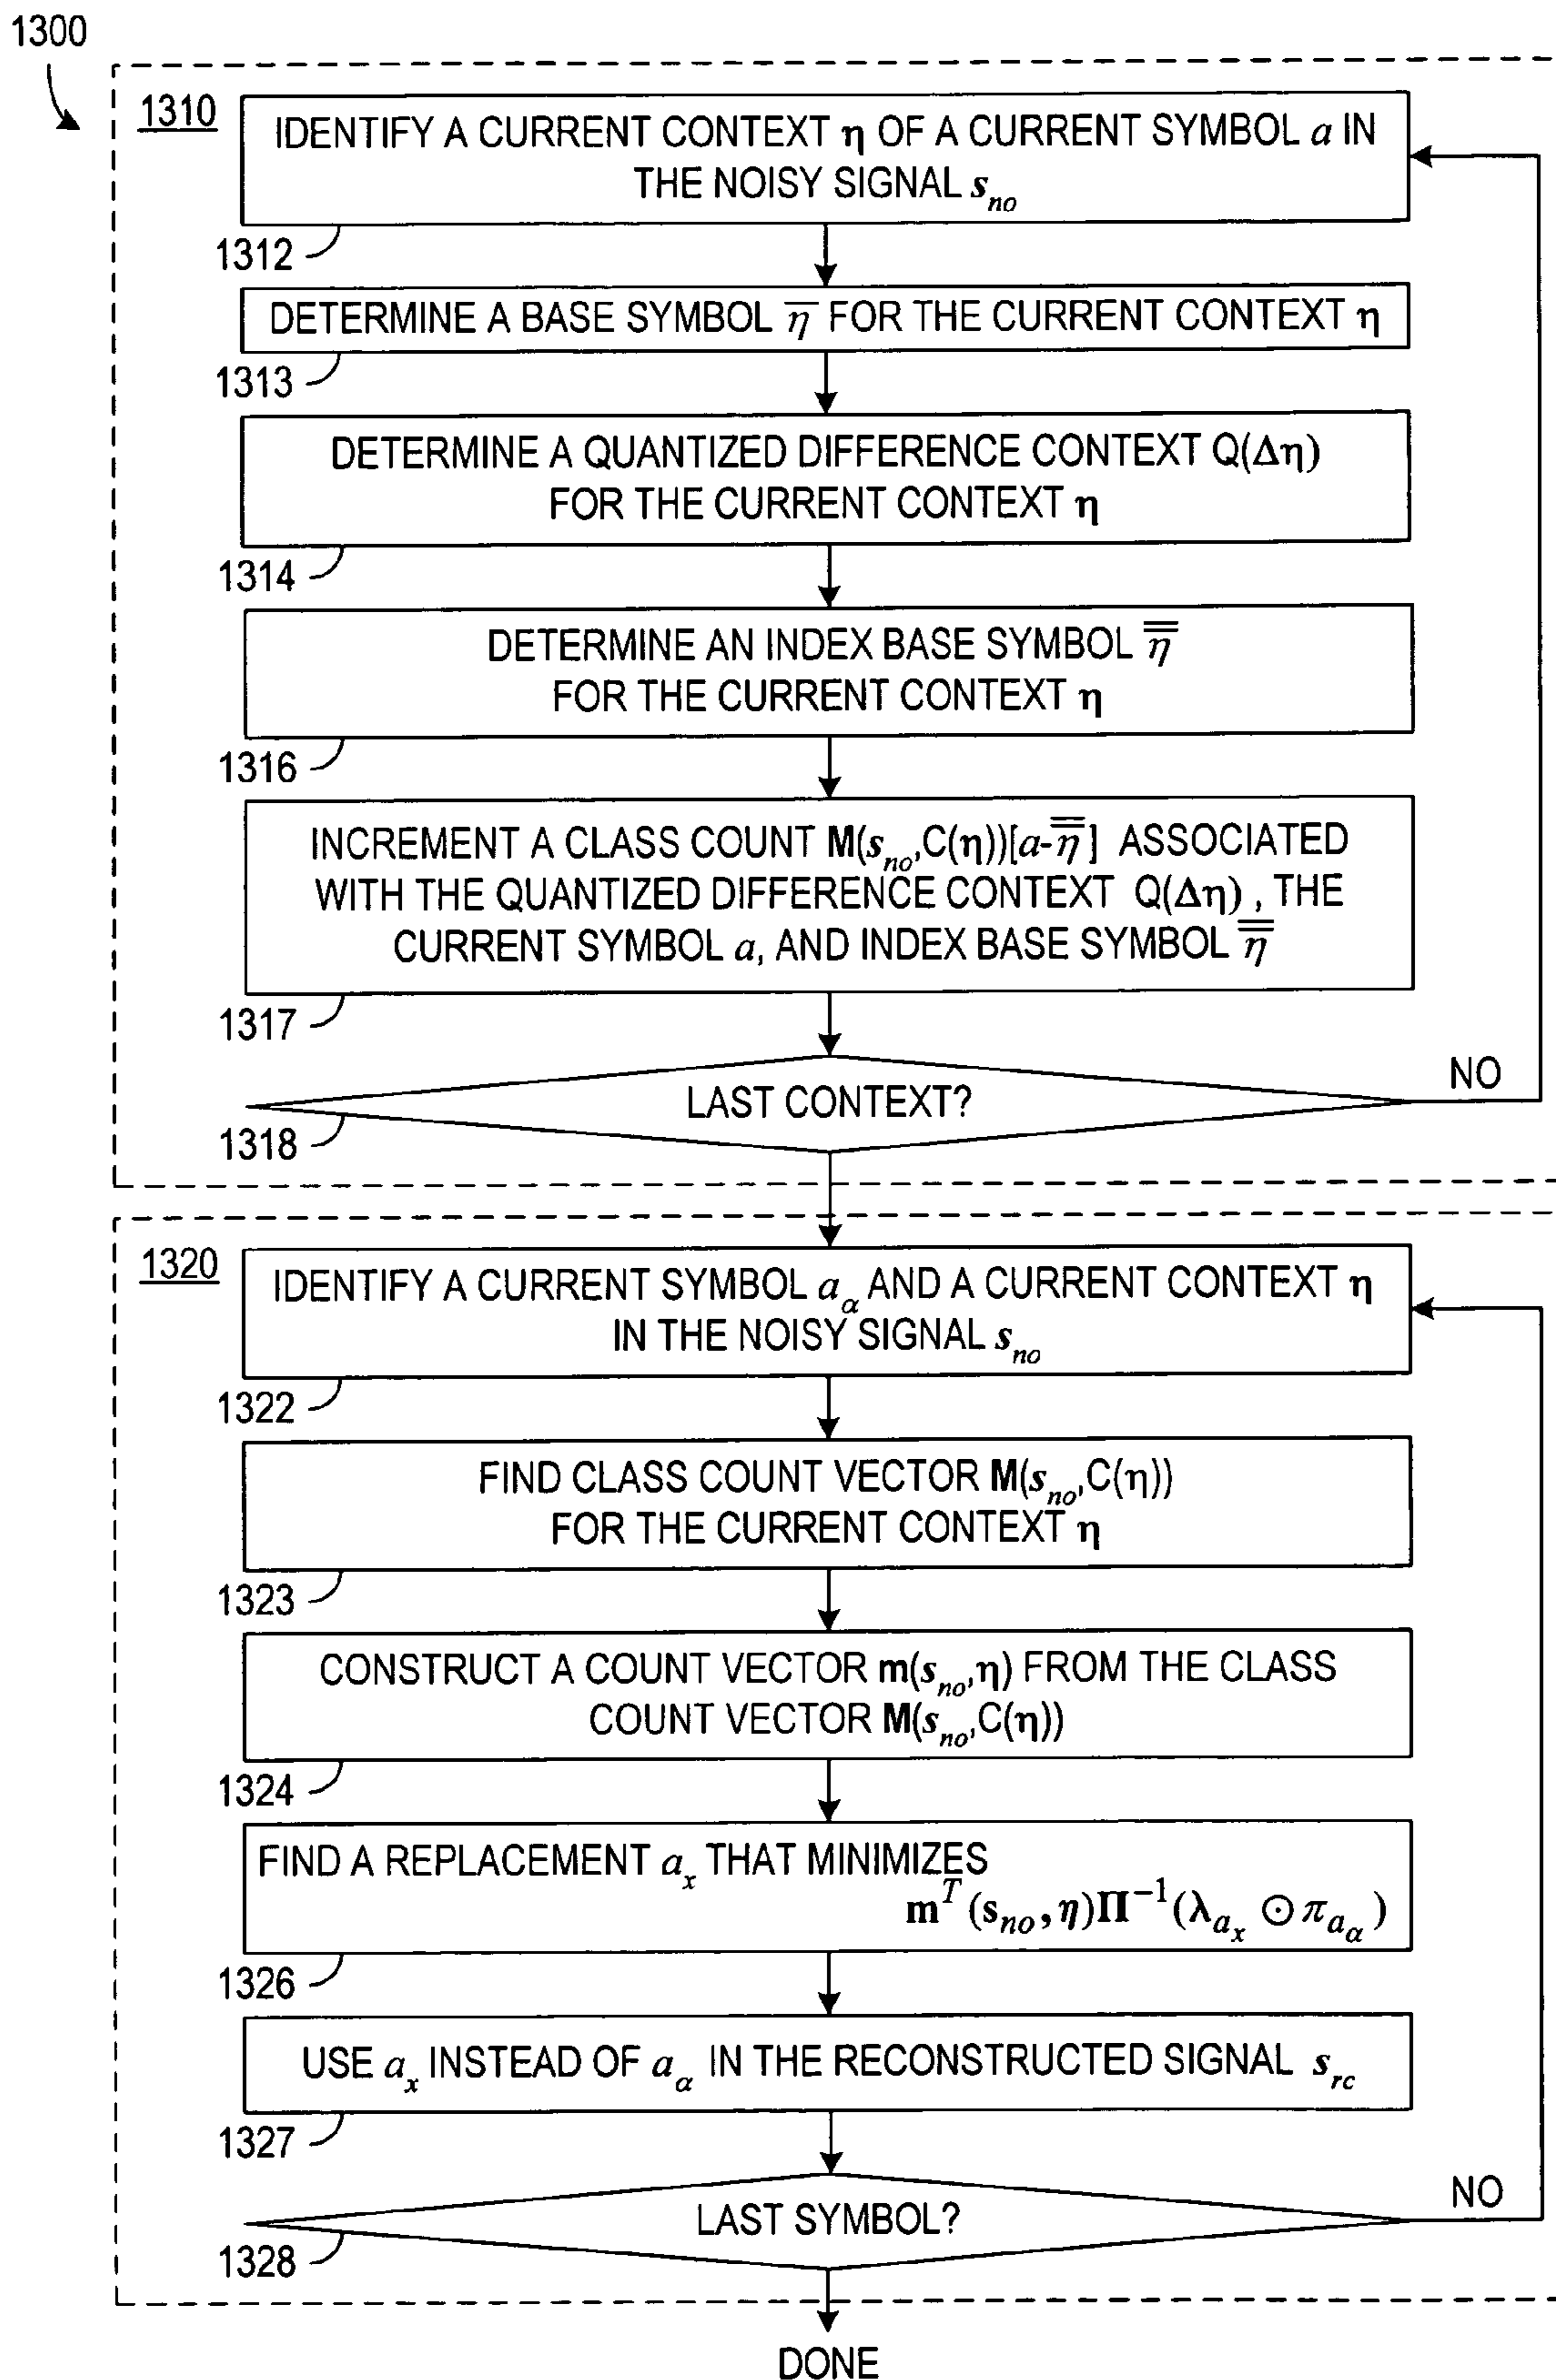 1300
1310
IDENTIFY A CURRENT CONTEXT η OF A CURRENT SYMBOL a IN
THE NOISY SIGNAL s_no
1312
DETERMINE A BASE SYMBOL η̅ FOR THE CURRENT CONTEXT η
1313
DETERMINE A QUANTIZED DIFFERENCE CONTEXT Q(Δη)
FOR THE CURRENT CONTEXT η
1314
DETERMINE AN INDEX BASE SYMBOL η̿
FOR THE CURRENT CONTEXT η
1316
INCREMENT A CLASS COUNT M(s_no,C(η))[a-η̿] ASSOCIATED
WITH THE QUANTIZED DIFFERENCE CONTEXT Q(Δη), THE
CURRENT SYMBOL a, AND INDEX BASE SYMBOL η̿
1317
LAST CONTEXT?
NO
1318
1320
IDENTIFY A CURRENT SYMBOL a_α AND A CURRENT CONTEXT η
IN THE NOISY SIGNAL s_no
1322
FIND CLASS COUNT VECTOR M(s_no,C(η))
FOR THE CURRENT CONTEXT η
1323
CONSTRUCT A COUNT VECTOR m(s_no,η) FROM THE CLASS
COUNT VECTOR M(s_no,C(η))
1324
FIND A REPLACEMENT a_x THAT MINIMIZES
m^T(s_no,η)Π^−1(λ_a_x ⊙ π_a_α)
1326
USE a_x INSTEAD OF a_α IN THE RECONSTRUCTED SIGNAL s_rc
1327
LAST SYMBOL?
NO
1328
DONE